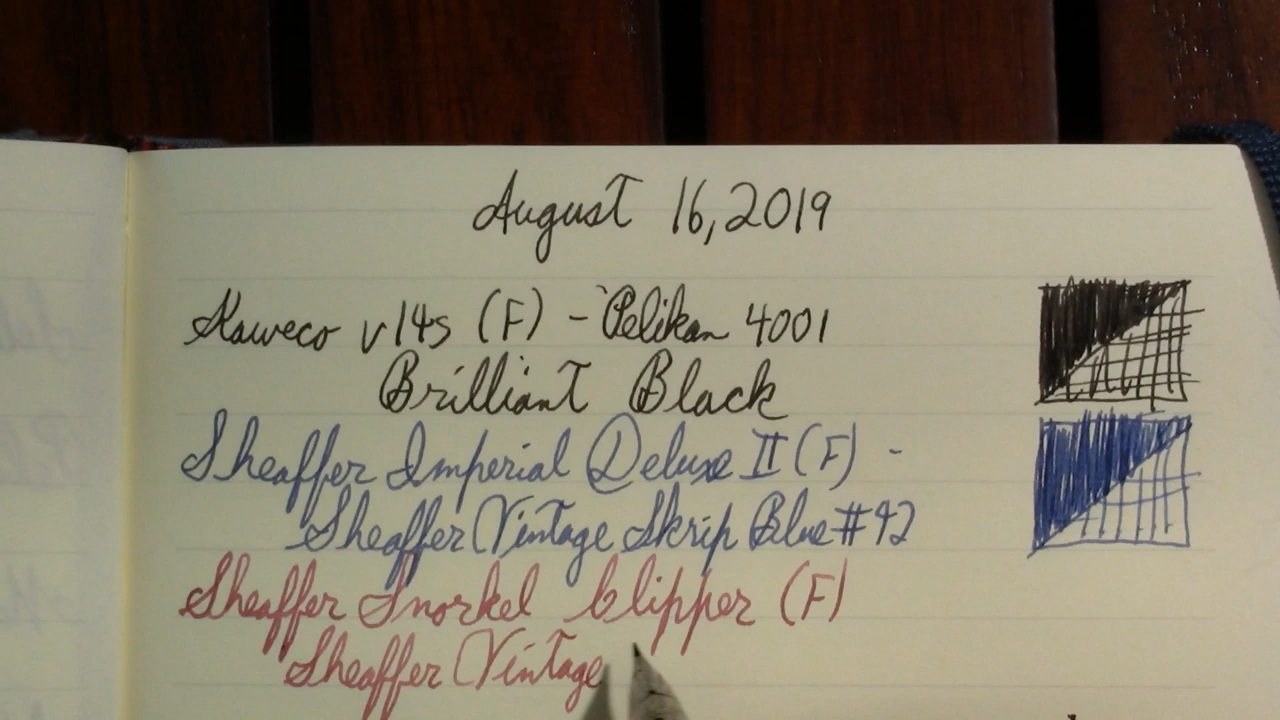 August 16, 2019
Kaweco v14s (F) - Pelikan 4001
Brilliant Black
Sheaffer Imperial Deluxe II (F) -
Sheaffer Vintage Skrip Blue #42
Sheaffer Snorkel Clipper (F)
Sheaffer Vintage